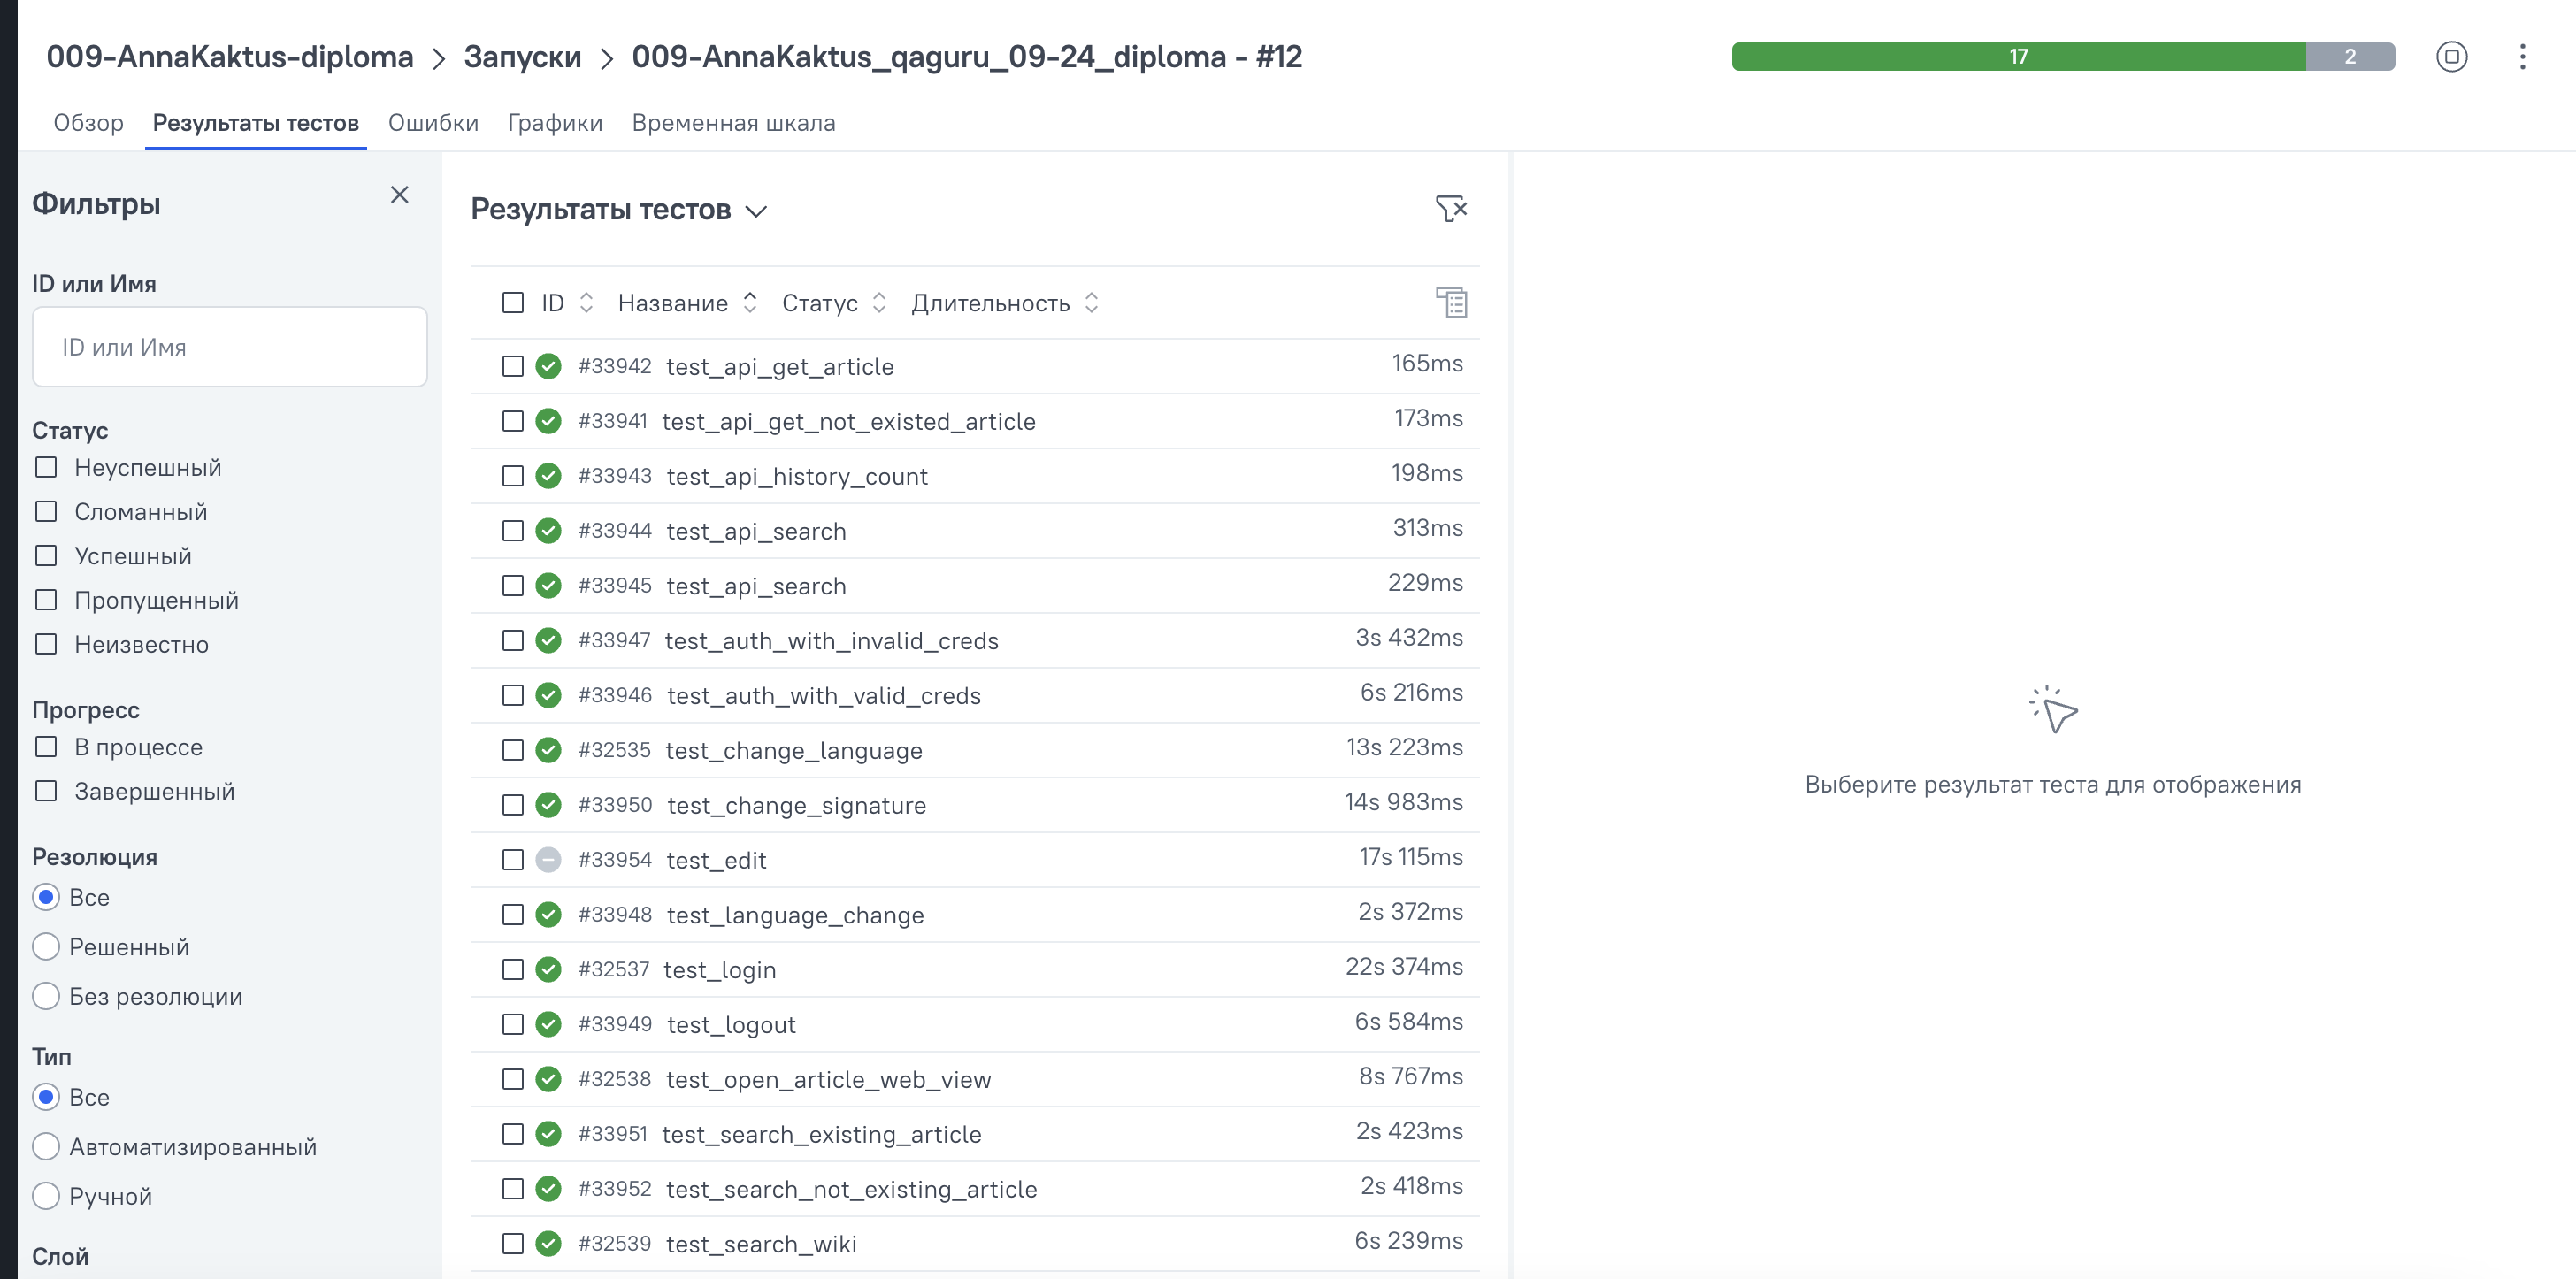 009-AnnaKaktus-diploma > Запуски > 009-AnnaKaktus_qaguru_09-24_diploma - #12
17 2
Обзор Результаты тестов Ошибки Графики Временная шкала
Фильтры
ID или Имя
ID или Имя
Статус
Неуспешный
Сломанный
Успешный
Пропущенный
Неизвестно
Прогресс
В процессе
Завершенный
Резолюция
Все
Решенный
Без резолюции
Тип
Все
Автоматизированный
Ручной
Слой
Результаты тестов
ID Название Статус Длительность
#33942 test_api_get_article 165ms
#33941 test_api_get_not_existed_article 173ms
#33943 test_api_history_count 198ms
#33944 test_api_search 313ms
#33945 test_api_search 229ms
#33947 test_auth_with_invalid_creds 3s 432ms
#33946 test_auth_with_valid_creds 6s 216ms
#32535 test_change_language 13s 223ms
#33950 test_change_signature 14s 983ms
#33954 test_edit 17s 115ms
#33948 test_language_change 2s 372ms
#32537 test_login 22s 374ms
#33949 test_logout 6s 584ms
#32538 test_open_article_web_view 8s 767ms
#33951 test_search_existing_article 2s 423ms
#33952 test_search_not_existing_article 2s 418ms
#32539 test_search_wiki 6s 239ms
Выберите результат теста для отображения